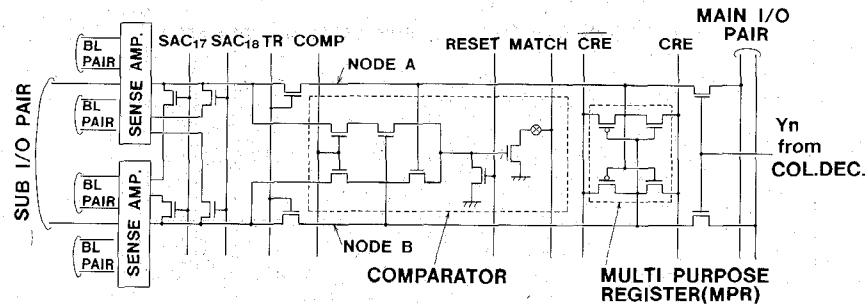 MAIN I/O
PAIR
SAC17 SAC18 TR COMP RESET MATCH CRE CRE
BL
PAIR
SENSE AMP.
NODE A
BL
PAIR
SUB I/O PAIR
Yn
from
COL.DEC.
BL
PAIR
SENSE AMP.
BL
PAIR
NODE B
COMPARATOR
MULTI PURPOSE
REGISTER(MPR)